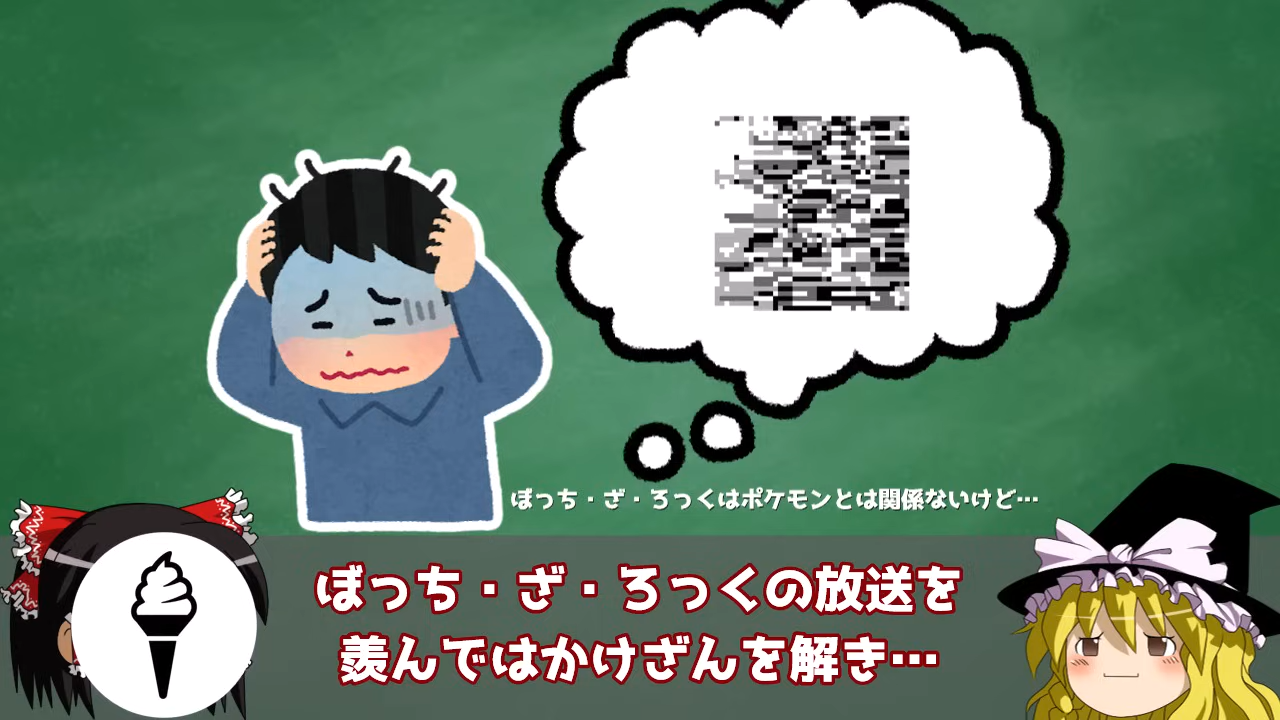 ぼっち・ざ・ろっくはポケモンとは関係ないけど…
ぼっち・ざ・ろっくの放送を
羨んではかけざんを解き…